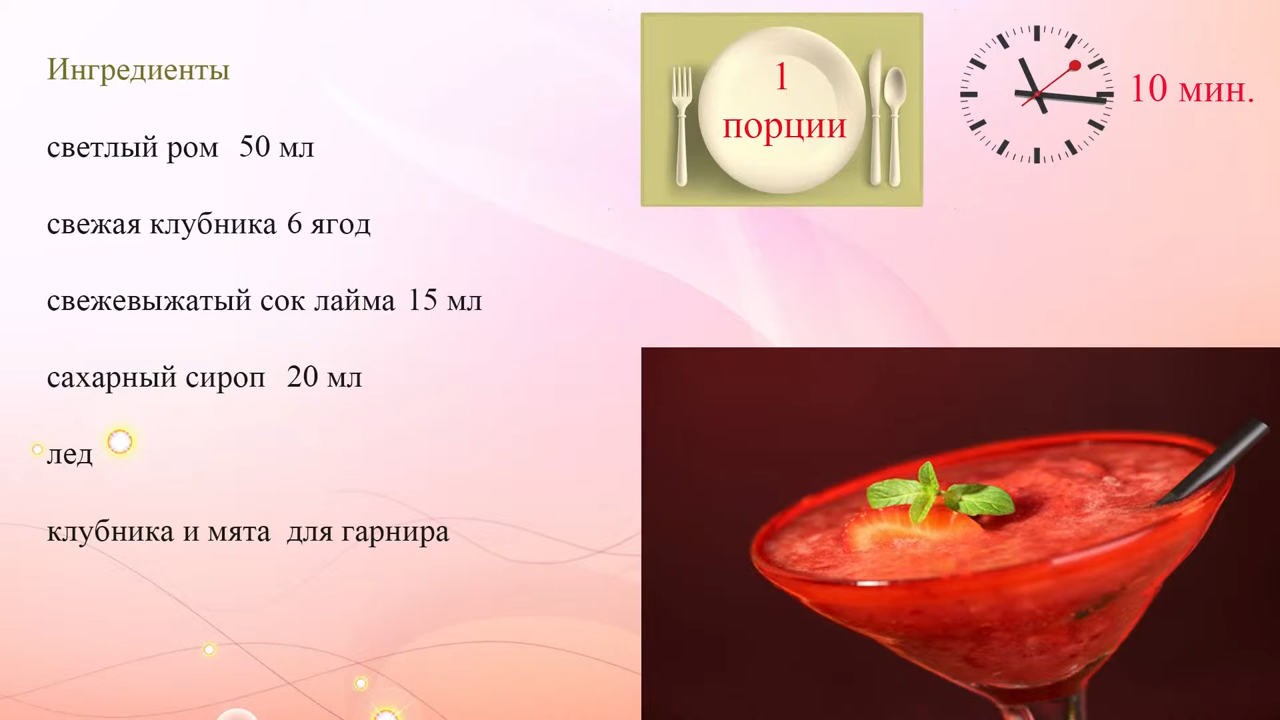 Ингредиенты
светлый ром 50 мл
свежая клубника 6 ягод
свежевыжатый сок лайма 15 мл
сахарный сироп 20 мл
лед
клубника и мята для гарнира
1
порции
10 мин.